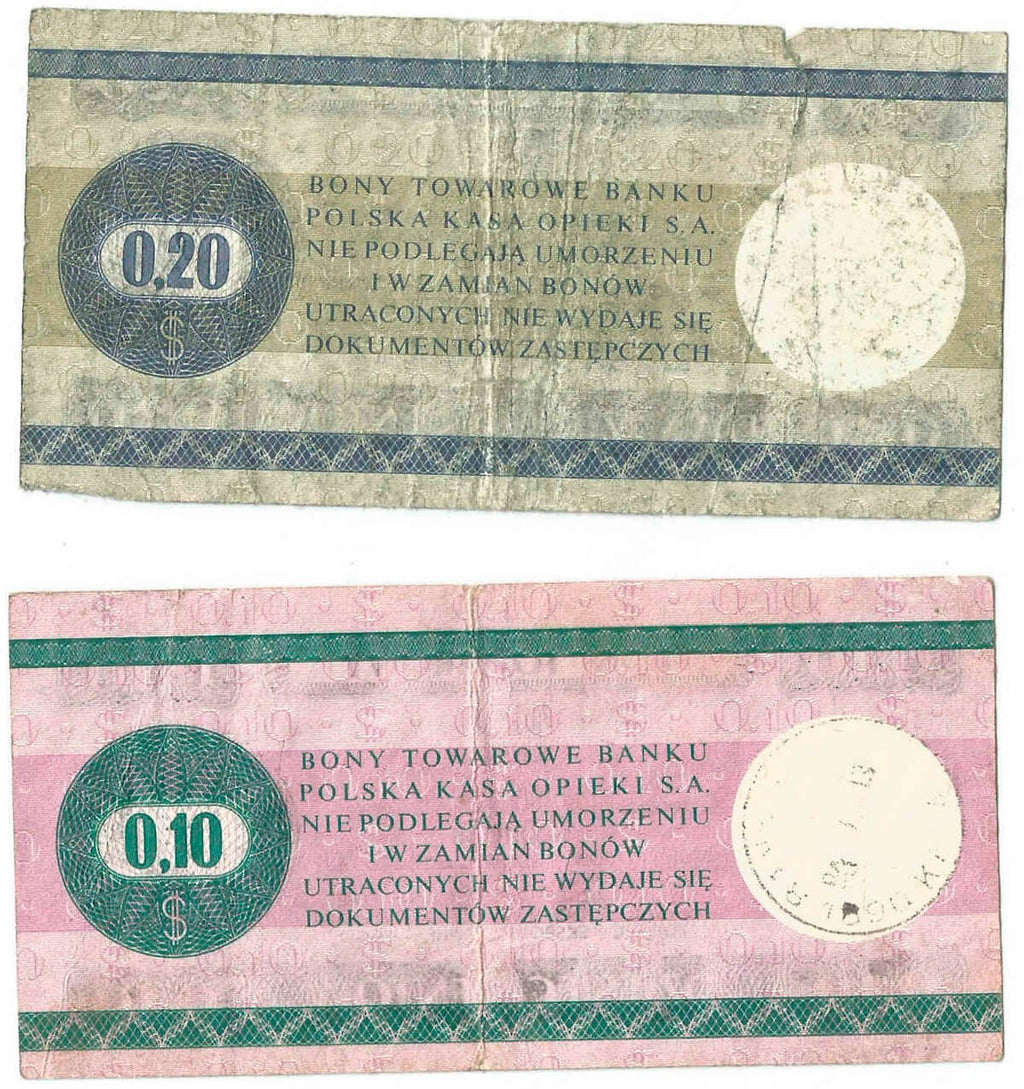 0,20
$
BONY TOWAROWE BANKU
POLSKA KASA OPIEKI S.A.
NIE PODLEGAJĄ UMORZENIU
I W ZAMIAN BONÓW
UTRACONYCH NIE WYDAJE SIĘ
DOKUMENTÓW ZASTĘPCZYCH
0,10
$
BONY TOWAROWE BANKU
POLSKA KASA OPIEKI S.A.
NIE PODLEGAJĄ UMORZENIU
I W ZAMIAN BONÓW
UTRACONYCH NIE WYDAJE SIĘ
DOKUMENTÓW ZASTĘPCZYCH